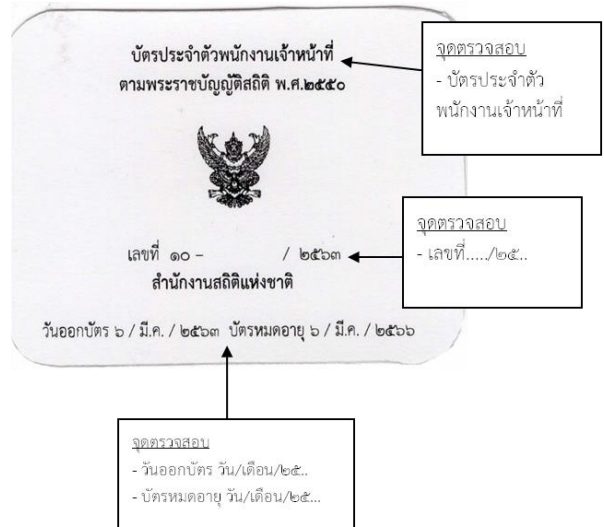 บัตรประจำตัวพนักงานเจ้าหน้าที่
ตามพระราชบัญญัติสถิติ พ.ศ.๒๕๕๐
จุดตรวจสอบ
- บัตรประจำตัว
พนักงานเจ้าหน้าที่
เลขที่ ๑๐ - / ๒๕๖๓
สำนักงานสถิติแห่งชาติ
จุดตรวจสอบ
- เลขที่...../๒๕..
วันออกบัตร ๖ / มี.ค. / ๒๕๖๓ บัตรหมดอายุ ๖ / มี.ค. / ๒๕๖๖
จุดตรวจสอบ
- วันออกบัตร วัน/เดือน/๒๕..
- บัตรหมดอายุ วัน/เดือน/๒๕...